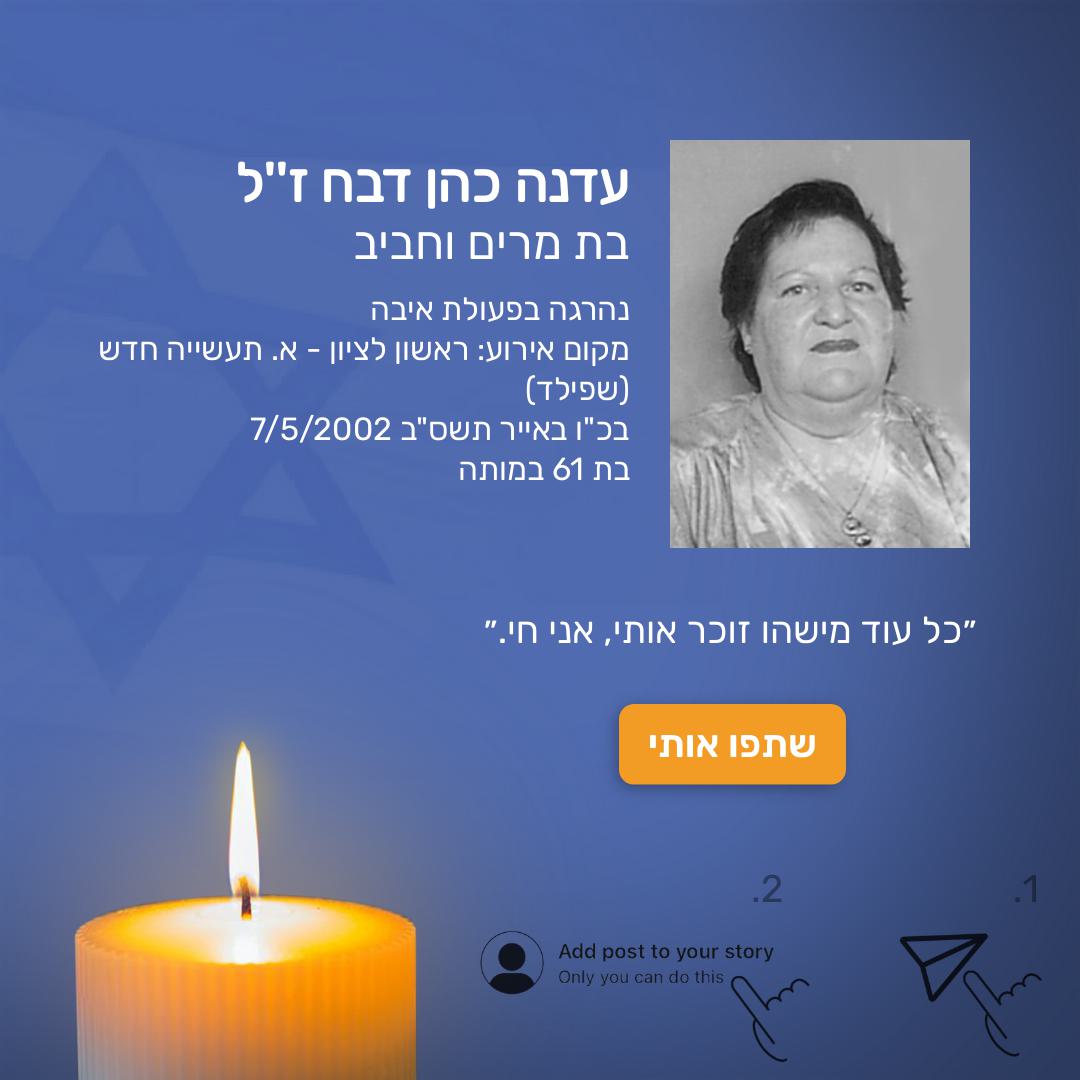 עדנה כהן דבח ז"ל
בת מרים וחביב
נהרגה בפעולת איבה
מקום אירוע: ראשון לציון - א. תעשייה חדש
(שפילד)
בכ"ו באייר תשס"ב 7/5/2002
בת 61 במותה
״כל עוד מישהו זוכר אותי, אני חי.״
שתפו אותי
1.
2.
Add post to your story
Only you can do this